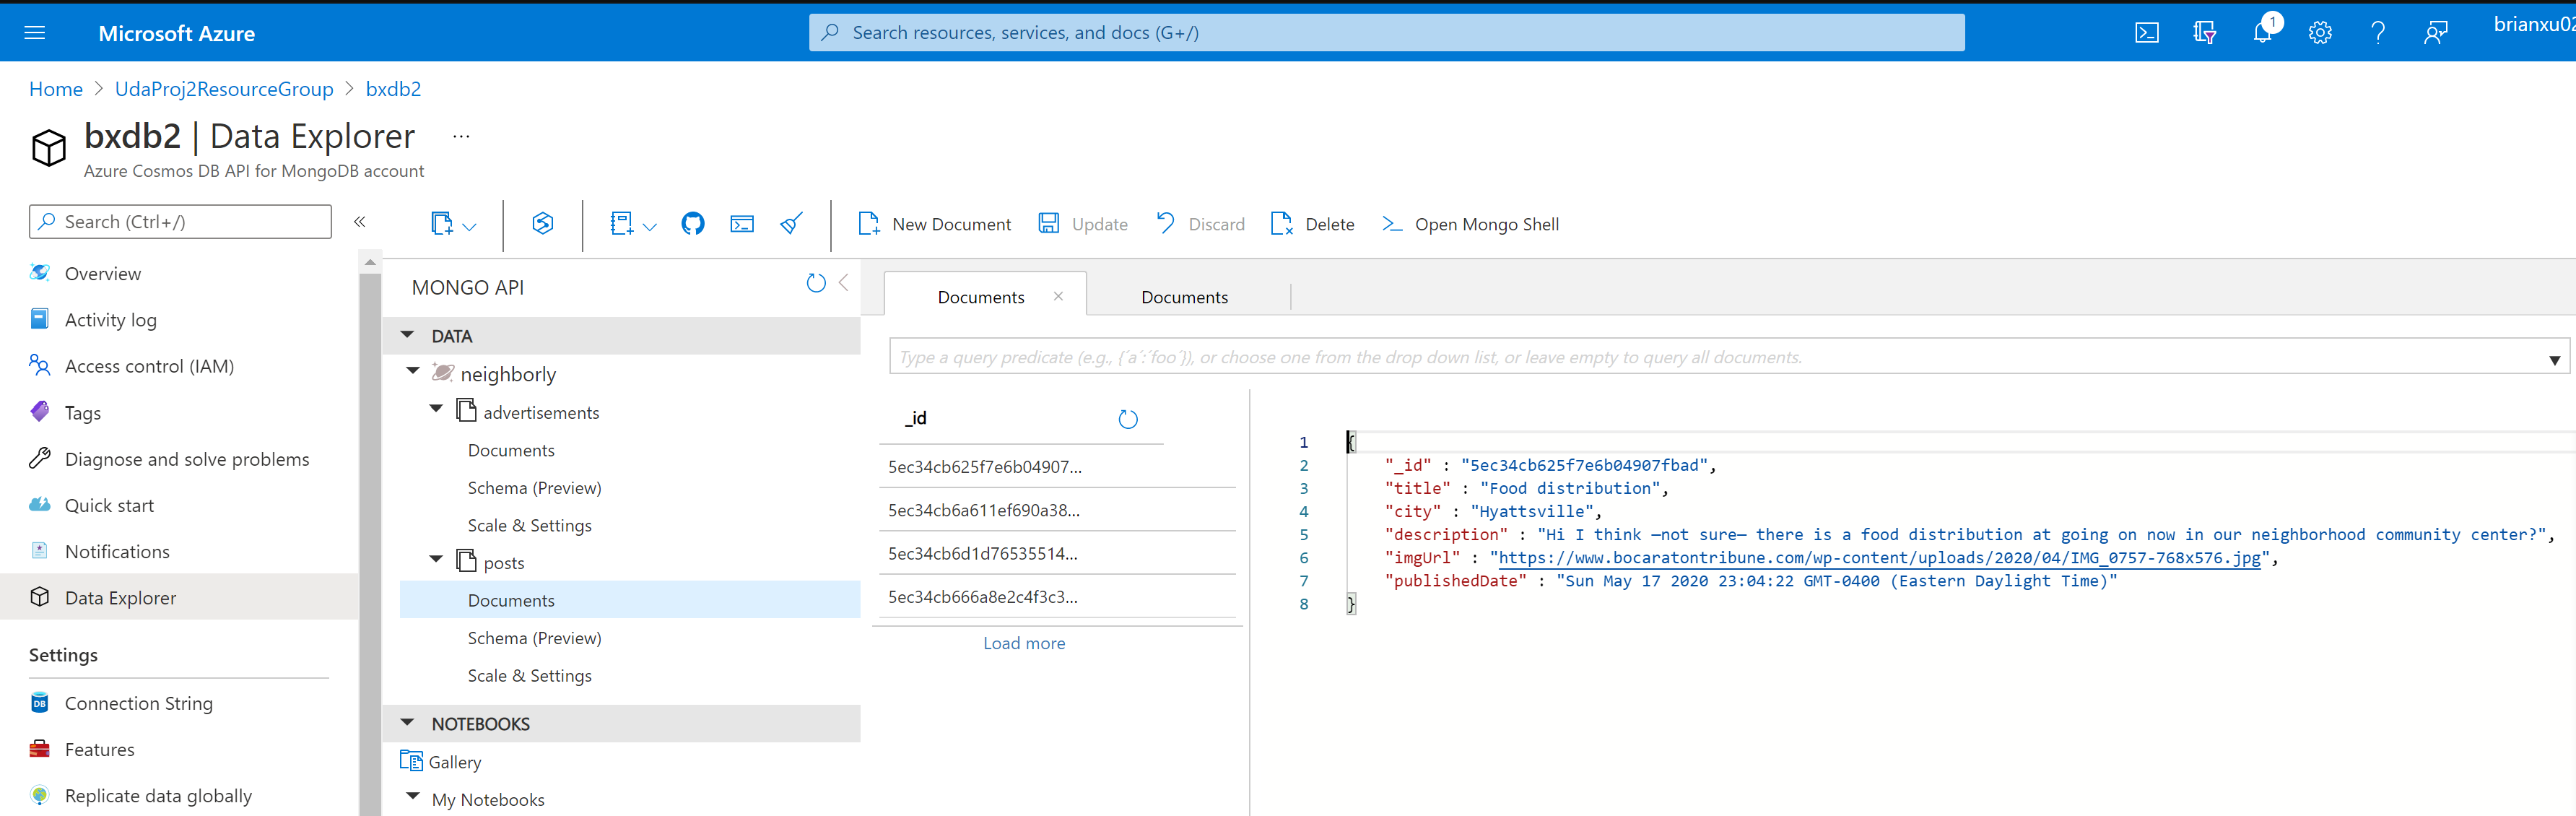 Microsoft Azure
Search resources, services, and docs (G+/)
1
brianxu02
Home > UdaProj2ResourceGroup > bxdb2
bxdb2 | Data Explorer ...
Azure Cosmos DB API for MongoDB account
Search (Ctrl+/)
«
New Document
Update
Discard
Delete
Open Mongo Shell
Overview
Activity log
Access control (IAM)
Tags
Diagnose and solve problems
Quick start
Notifications
Data Explorer
Settings
Connection String
Features
Replicate data globally
MONGO API
DATA
neighborly
advertisements
Documents
Schema (Preview)
Scale & Settings
posts
Documents
Schema (Preview)
Scale & Settings
NOTEBOOKS
Gallery
My Notebooks
Documents
Documents
Type a query predicate (e.g., {´a´:´foo´}), or choose one from the drop down list, or leave empty to query all documents.
_id
5ec34cb625f7e6b04907...
5ec34cb6a611ef690a38...
5ec34cb6d1d76535514...
5ec34cb666a8e2c4f3c3...
Load more
1 {
2 "_id" : "5ec34cb625f7e6b04907fbad",
3 "title" : "Food distribution",
4 "city" : "Hyattsville",
5 "description" : "Hi I think —not sure— there is a food distribution at going on now in our neighborhood community center?",
6 "imgUrl" : "https://www.bocaratontribune.com/wp-content/uploads/2020/04/IMG_0757-768x576.jpg",
7 "publishedDate" : "Sun May 17 2020 23:04:22 GMT-0400 (Eastern Daylight Time)"
8 }